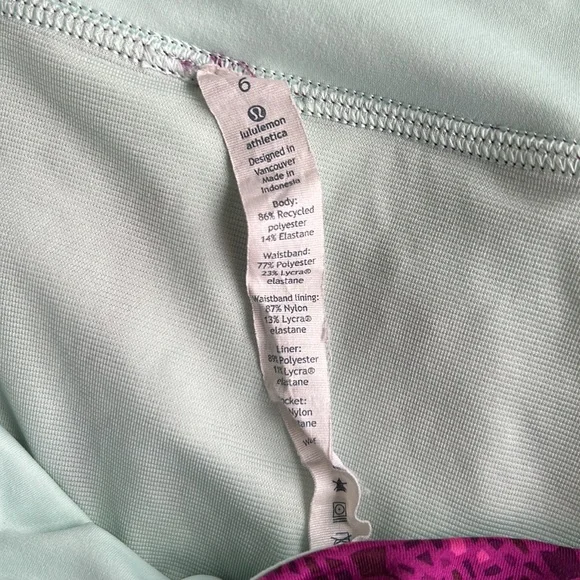 6
lululemon
athletica
Designed in
Vancouver
Made in
Indonesia
Body:
86% Recycled
polyester
14% Elastane
Waistband:
77% Polyester
23% Lycra®
elastane
Waistband lining:
87% Nylon
13% Lycra®
elastane
Liner:
Polyester
Lycra®
Nylon